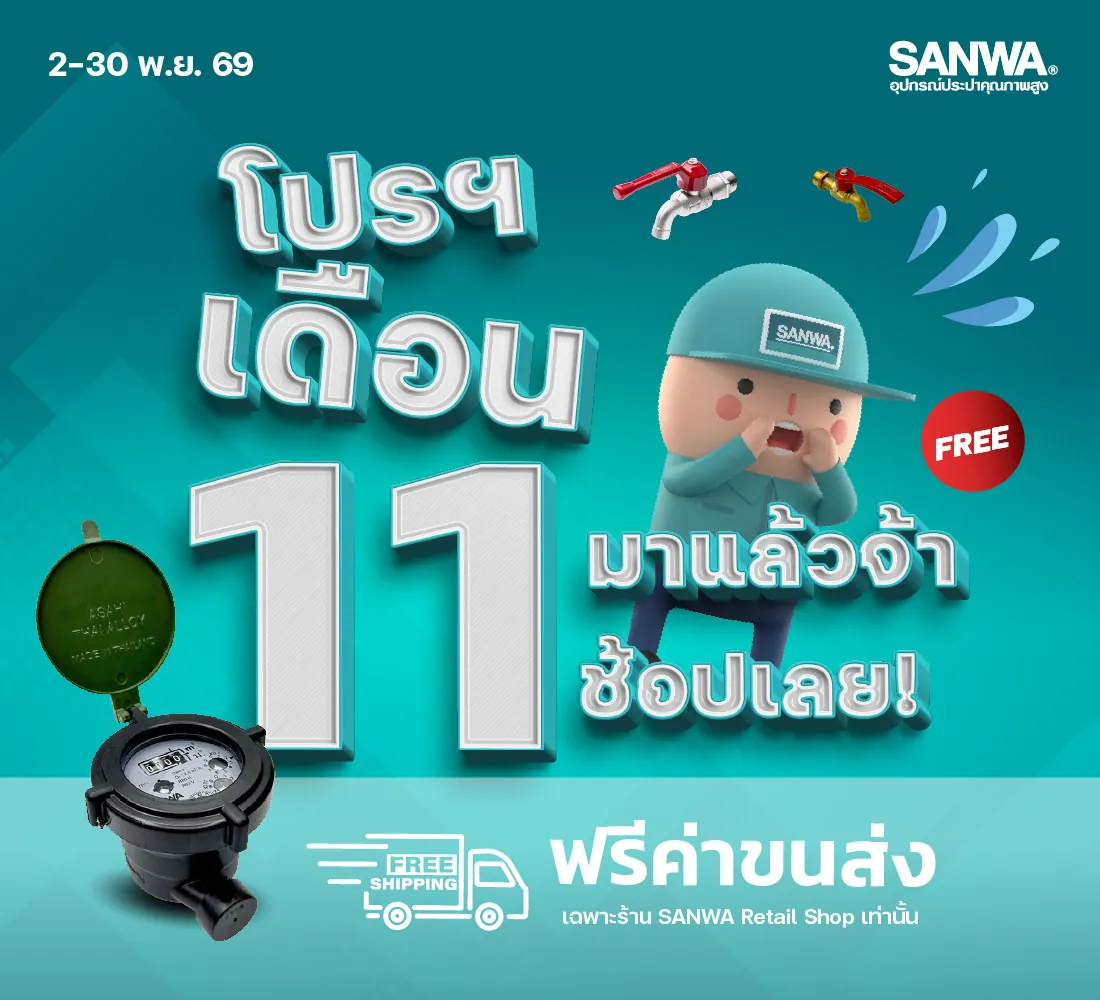 2-30 พ.ย. 69
SANWA®
อุปกรณ์ประปาคุณภาพสูง
โปรฯ
เดือน
11
SANWA.
FREE
มาแล้วจ้า
ช้อปเลย!
ASAHI
THAI ALLOY
MADE IN THAILAND
FREE
SHIPPING
ฟรีค่าขนส่ง
เฉพาะร้าน SANWA Retail Shop เท่านั้น